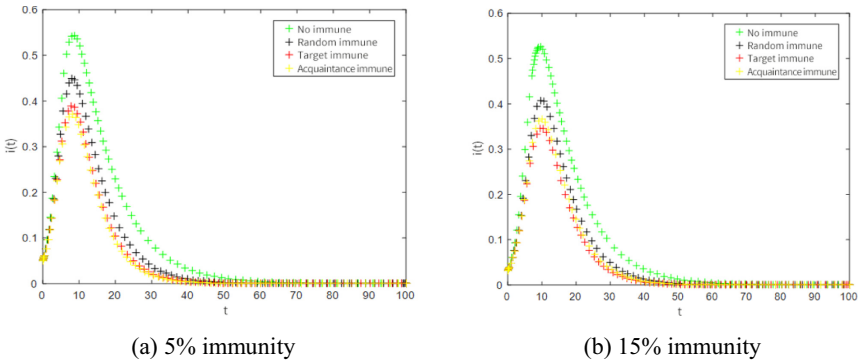 0.6
0.5
0.4
0.3
0.2
0.1
0
i(t)
No immune
Random immune
Target immune
Acquaintance immune
0 10 20 30 40 50 60 70 80 90 100
t
(a) 5% immunity
0.6
0.5
0.4
0.3
0.2
0.1
0
i(t)
No immune
Random immune
Target immune
Acquaintance immune
0 10 20 30 40 50 60 70 80 90 100
t
(b) 15% immunity